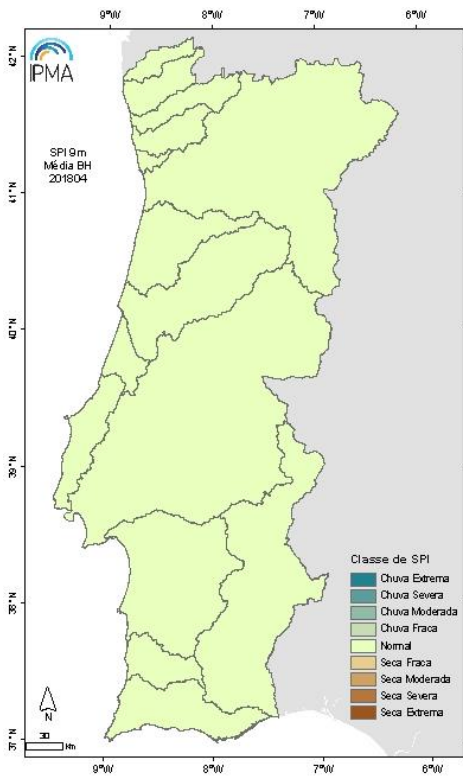 9°W 8°W 7°W 6°W
42°N
IPMA
SPI 9m
Média BH
201804
41°N
40°N
39°N
Classe de SPI
Chuva Extrema
Chuva Severa
Chuva Moderada
Chuva Fraca
38°N
Normal
Seca Fraca
Seca Moderada
Seca Severa
Seca Extrema
N
30
Km
37°N
9°W 8°W 7°W 6°W